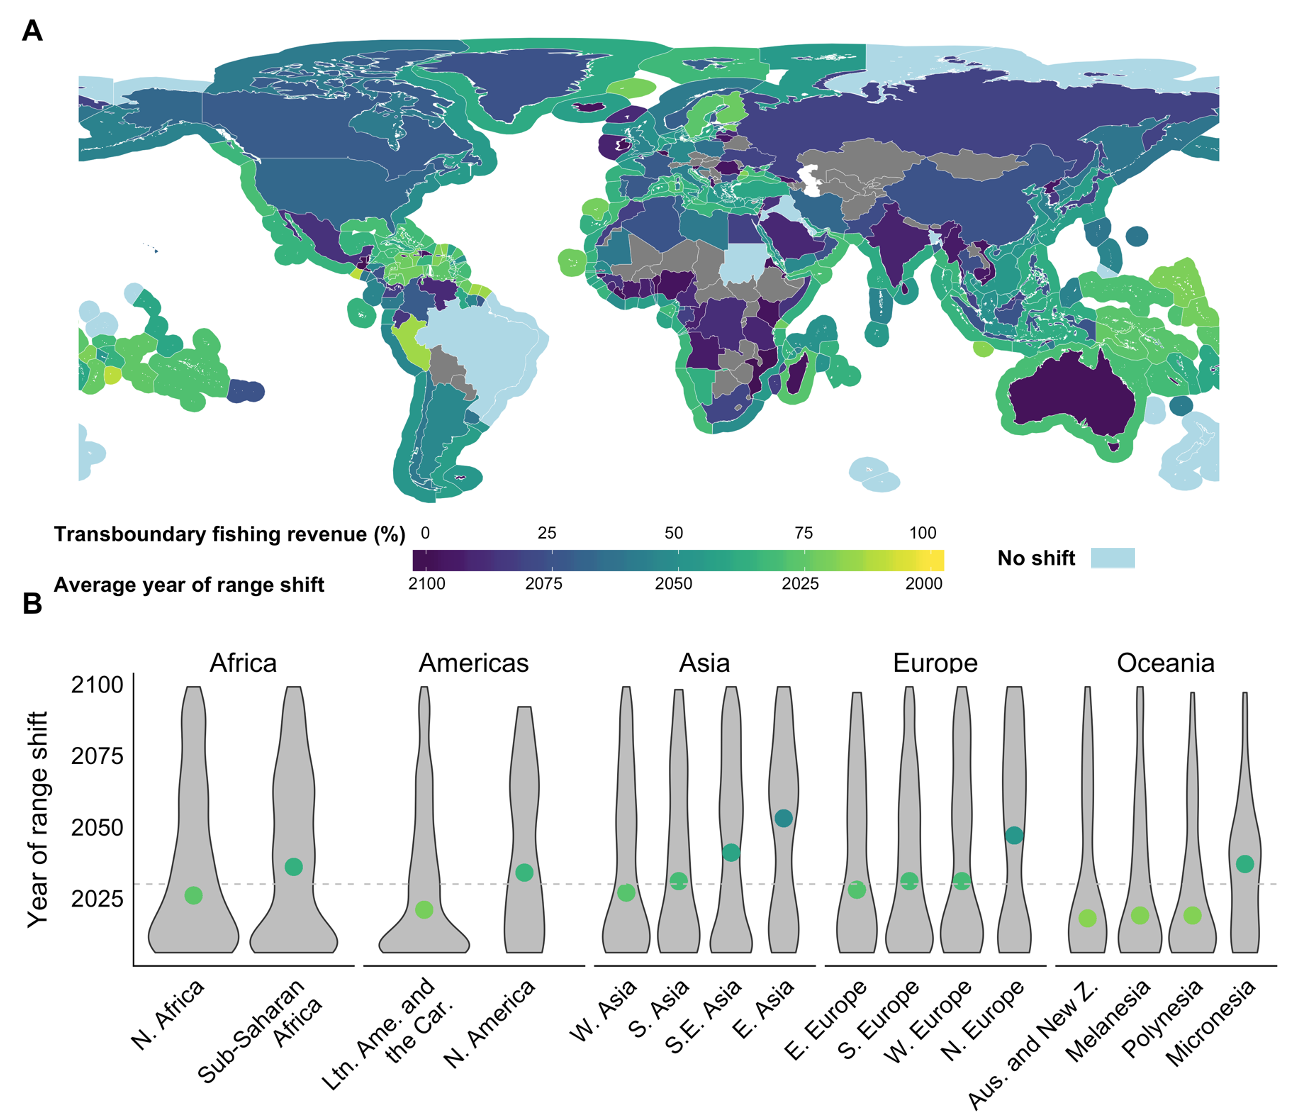 A
Transboundary fishing revenue (%)
0 25 50 75 100
2100 2075 2050 2025 2000
Average year of range shift
No shift
B
Africa Americas Asia Europe Oceania
Year of range shift
2100
2075
2050
2025
N. Africa
Sub-Saharan
Africa
Ltn. Ame. and
the Car.
N. America
W. Asia
S. Asia
S.E. Asia
E. Asia
E. Europe
S. Europe
W. Europe
N. Europe
Aus. and New Z.
Melanesia
Polynesia
Micronesia